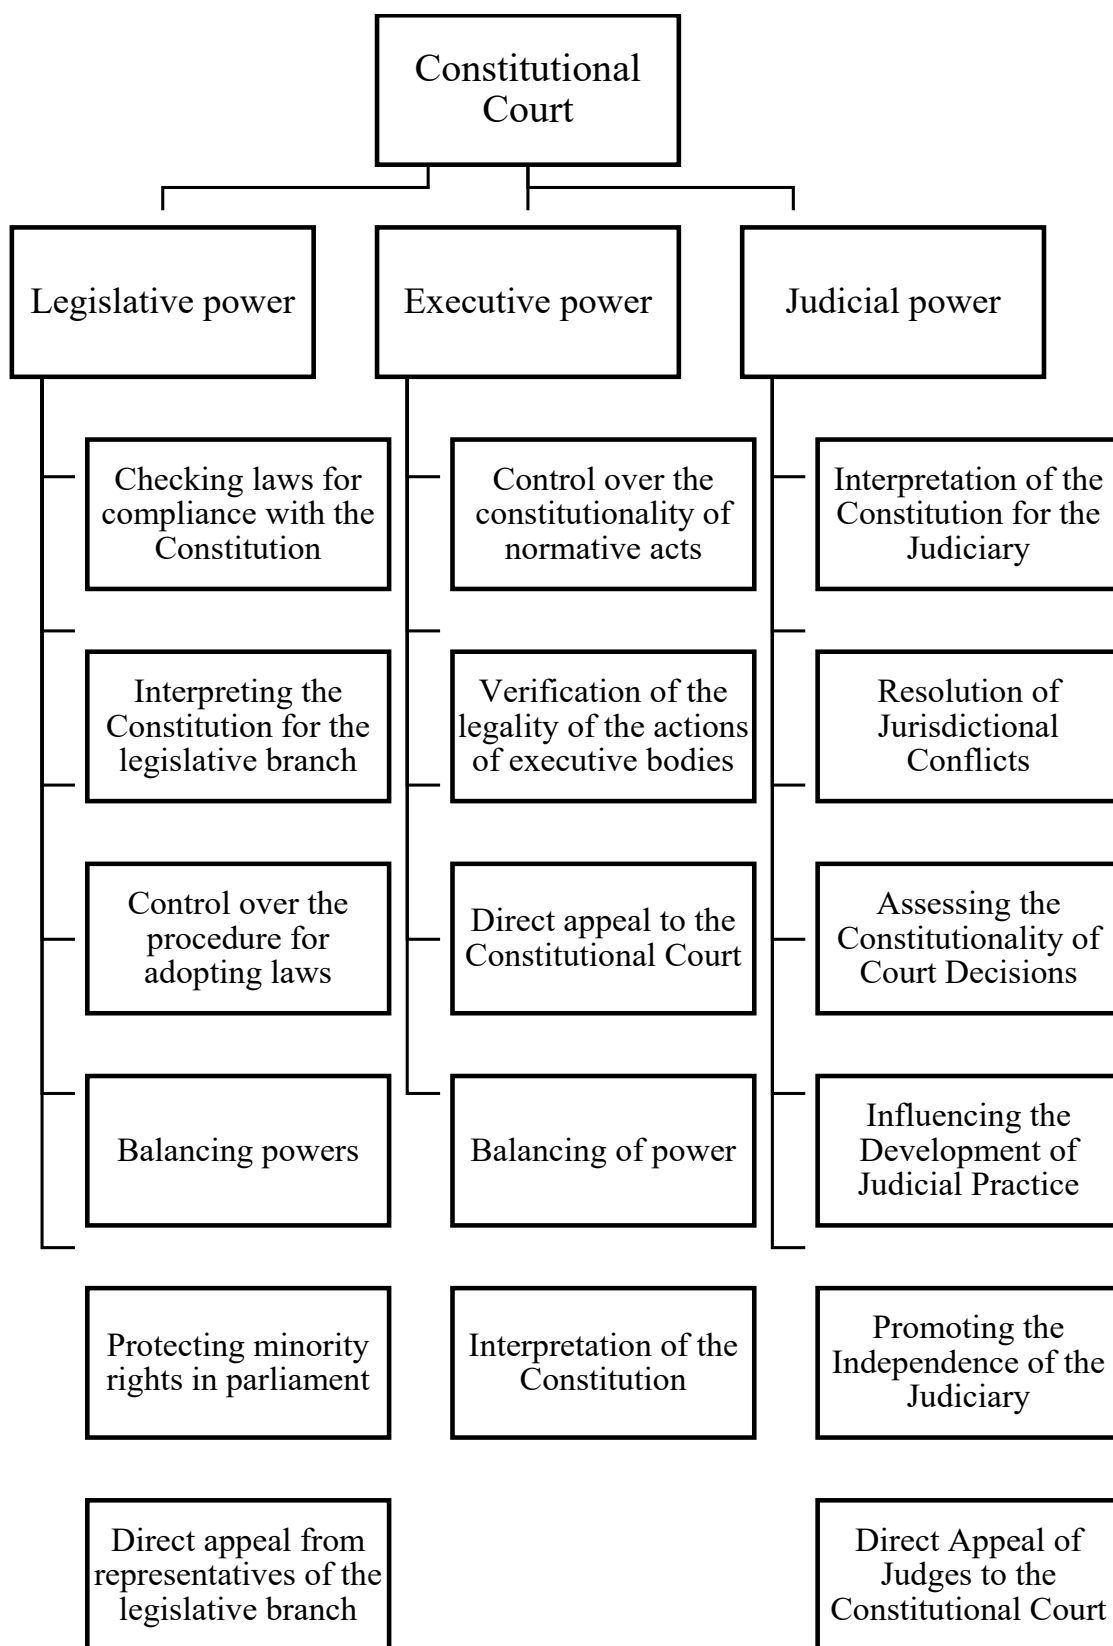 Constitutional
Court
Legislative power
Executive power
Judicial power
Checking laws for
compliance with the
Constitution
Control over the
constitutionality of
normative acts
Interpretation of the
Constitution for the
Judiciary
Interpreting the
Constitution for the
legislative branch
Verification of the
legality of the actions
of executive bodies
Resolution of
Jurisdictional
Conflicts
Control over the
procedure for
adopting laws
Direct appeal to the
Constitutional Court
Assessing the
Constitutionality of
Court Decisions
Balancing powers
Balancing of power
Influencing the
Development of
Judicial Practice
Protecting minority
rights in parliament
Interpretation of the
Constitution
Promoting the
Independence of the
Judiciary
Direct appeal from
representatives of the
legislative branch
Direct Appeal of
Judges to the
Constitutional Court